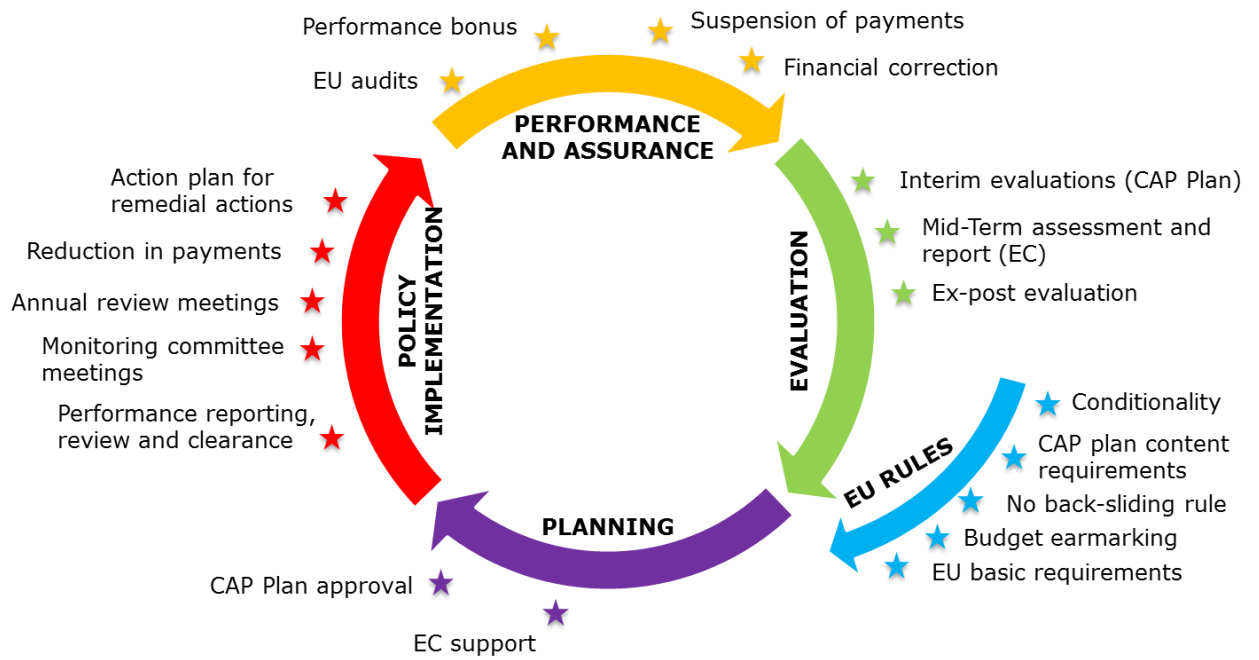 Performance bonus
Suspension of payments
EU audits
Financial correction
PERFORMANCE
AND ASSURANCE
Action plan for
remedial actions
Reduction in payments
Annual review meetings
Monitoring committee
meetings
Performance reporting,
review and clearance
POLICY
IMPLEMENTATION
Interim evaluations (CAP Plan)
Mid-Term assessment and
report (EC)
Ex-post evaluation
EVALUATION
Conditionality
CAP plan content
requirements
No back-sliding rule
Budget earmarking
EU basic requirements
EU RULES
PLANNING
CAP Plan approval
EC support